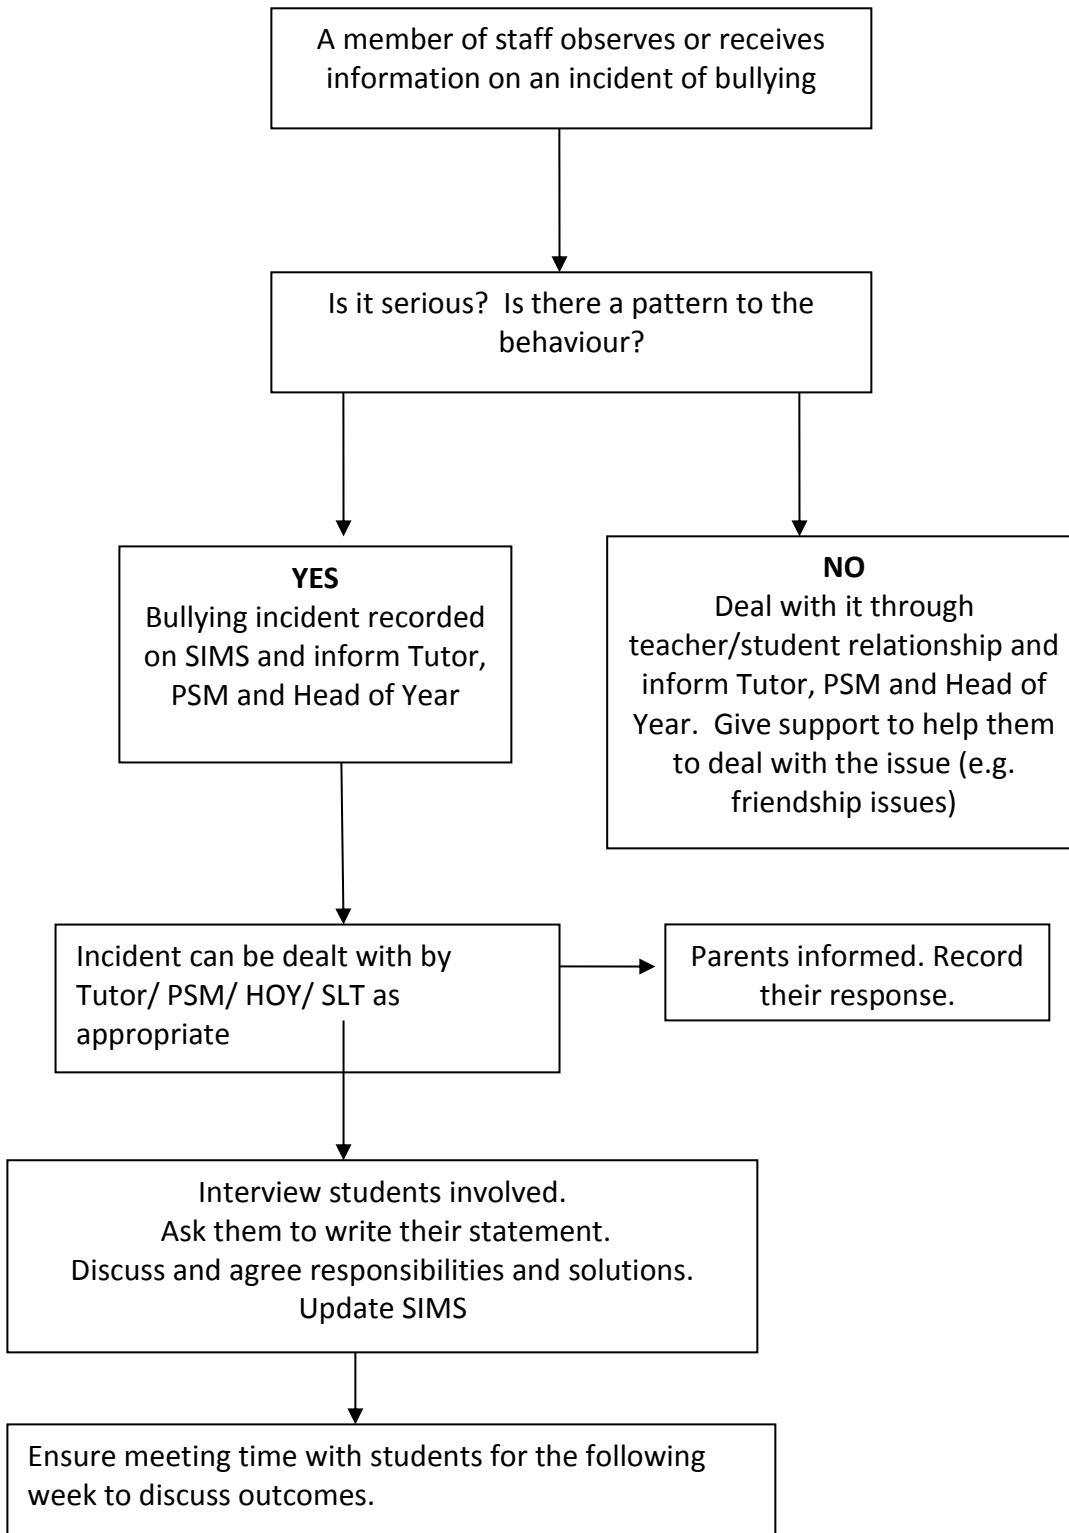 A member of staff observes or receives
information on an incident of bullying
Is it serious?  Is there a pattern to the
behaviour?
YES
Bullying incident recorded
on SIMS and inform Tutor,
PSM and Head of Year
NO
Deal with it through
teacher/student relationship and
inform Tutor, PSM and Head of
Year.  Give support to help them
to deal with the issue (e.g.
friendship issues)
Incident can be dealt with by
Tutor/ PSM/ HOY/ SLT as
appropriate
Parents informed. Record
their response.
Interview students involved.
Ask them to write their statement.
Discuss and agree responsibilities and solutions.
Update SIMS
Ensure meeting time with students for the following
week to discuss outcomes.